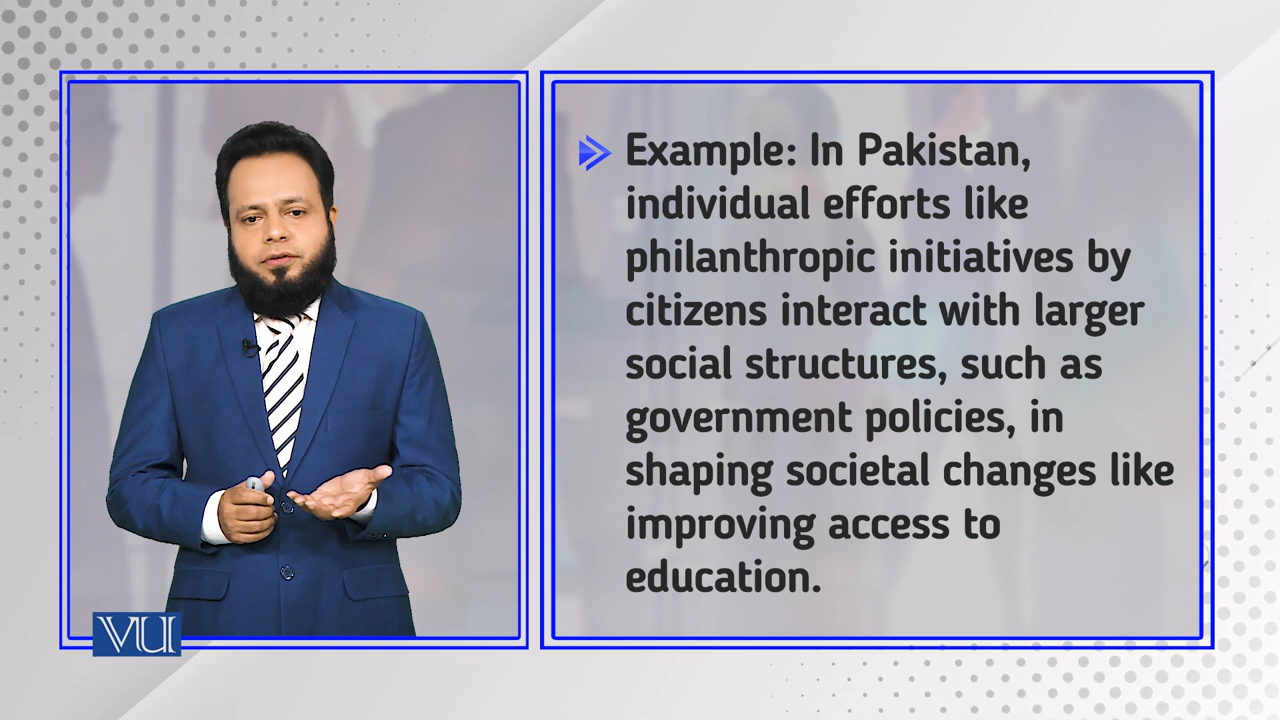 Example: In Pakistan,
individual efforts like
philanthropic initiatives by
citizens interact with larger
social structures, such as
government policies, in
shaping societal changes like
improving access to
education.
VU